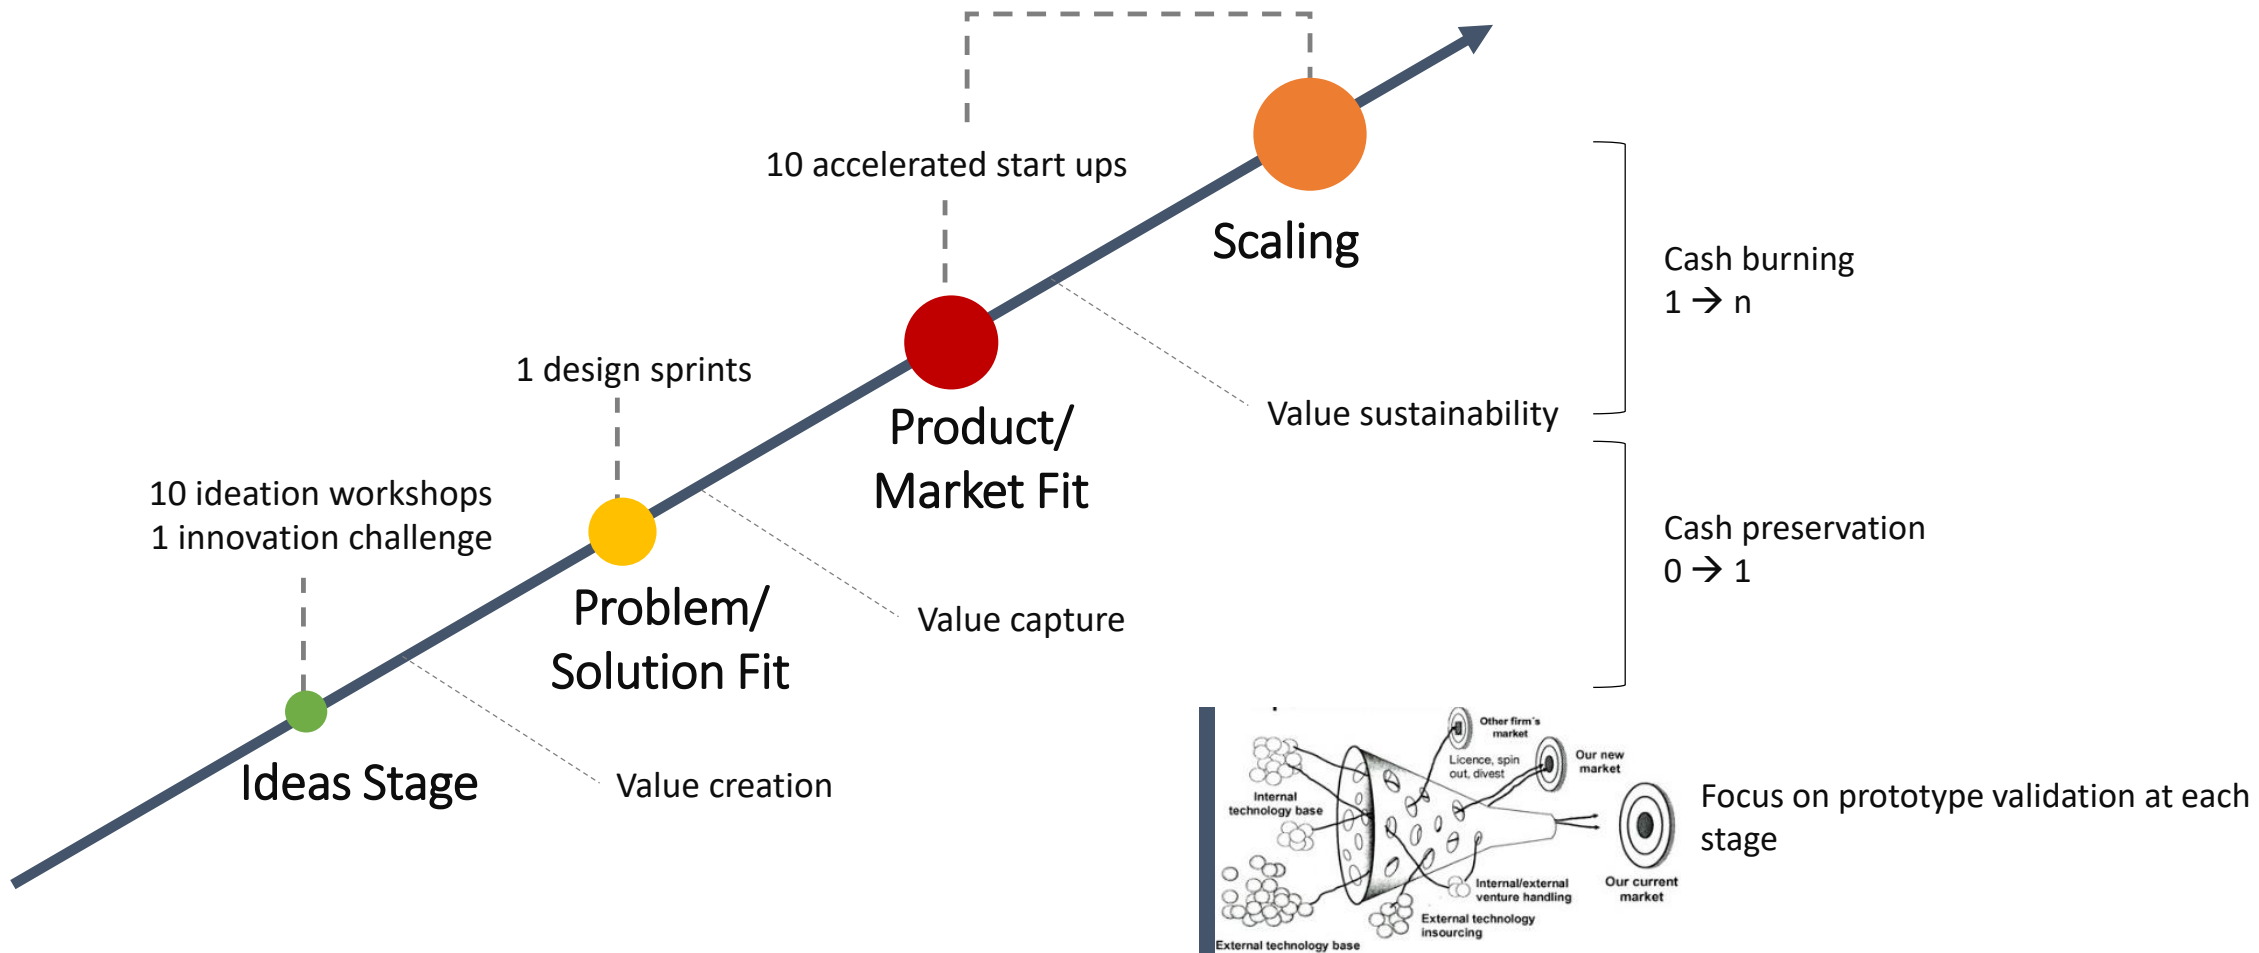 10 accelerated start ups
Scaling
Cash burning
1 → n
1 design sprints
Value sustainability
Product/
Market Fit
10 ideation workshops
1 innovation challenge
Cash preservation
0 → 1
Problem/
Solution Fit
Value capture
Ideas Stage
Value creation
Other firm´s
market
Licence, spin
out, divest
Our new
market
Internal
technology base
Focus on prototype validation at each
stage
Our current
market
Internal/external
venture handling
External technology
insourcing
External technology base